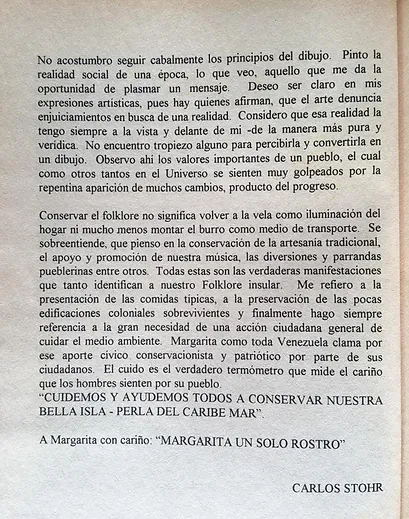 No acostumbro seguir cabalmente los principios del dibujo. Pinto la
realidad social de una época, lo que veo, aquello que me da la
oportunidad de plasmar un mensaje. Deseo ser claro en mis
expresiones artísticas, pues hay quienes afirman, que el arte denuncia
enjuiciamientos en busca de una realidad. Considero que esa realidad la
tengo siempre a la vista y delante de mi -de la manera más pura y
verídica. No encuentro tropiezo alguno para percibirla y convertirla en
un dibujo. Observo ahí los valores importantes de un pueblo, el cual
como otros tantos en el Universo se sienten muy golpeados por la
repentina aparición de muchos cambios, producto del progreso.
Conservar el folklore no significa volver a la vela como iluminación del
hogar ni mucho menos montar el burro como medio de transporte. Se
sobreentiende, que pienso en la conservación de la artesanía tradicional,
el apoyo y promoción de nuestra música, las diversiones y parrandas
pueblerinas entre otros. Todas estas son las verdaderas manifestaciones
que tanto identifican a nuestro Folklore insular. Me refiero a la
presentación de las comidas típicas, a la preservación de las pocas
edificaciones coloniales sobrevivientes y finalmente hago siempre
referencia a la gran necesidad de una acción ciudadana general de
cuidar el medio ambiente. Margarita como toda Venezuela clama por
ese aporte cívico conservacionista y patriótico por parte de sus
ciudadanos. El cuido es el verdadero termómetro que mide el cariño
que los hombres sienten por su pueblo.
"CUIDEMOS Y AYUDEMOS TODOS A CONSERVAR NUESTRA
BELLA ISLA - PERLA DEL CARIBE MAR".
A Margarita con cariño: "MARGARITA UN SOLO ROSTRO"
CARLOS STOHR